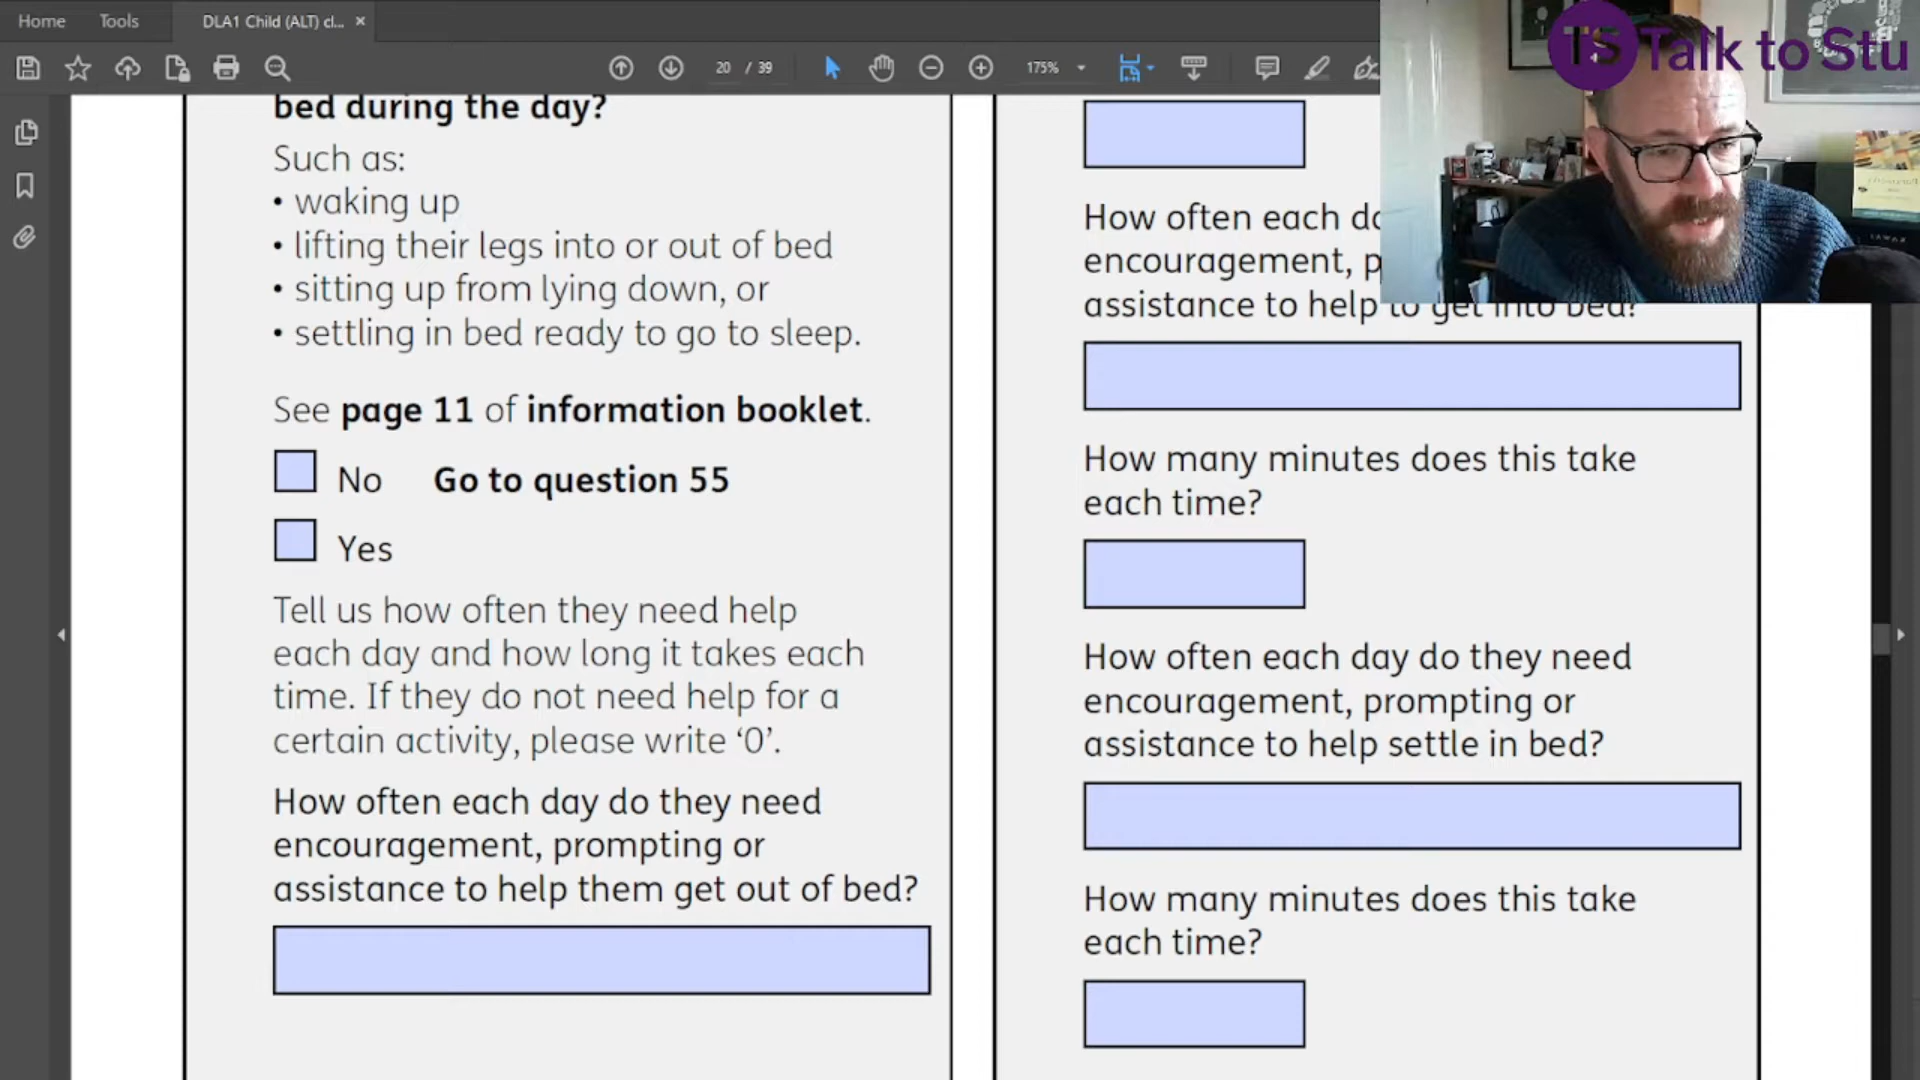 Home
Tools
DLA1 Child (ALT) cl...
20 / 39
175%
TS Talk to Stu
bed during the day?
Such as:
• waking up
• lifting their legs into or out of bed
• sitting up from lying down, or
• settling in bed ready to go to sleep.
See page 11 of information booklet.
No Go to question 55
Yes
Tell us how often they need help
each day and how long it takes each
time. If they do not need help for a
certain activity, please write ‘0’.
How often each day do they need
encouragement, prompting or
assistance to help them get out of bed?
How often each da
encouragement, p
assistance to help to get into bed?
How many minutes does this take
each time?
How often each day do they need
encouragement, prompting or
assistance to help settle in bed?
How many minutes does this take
each time?